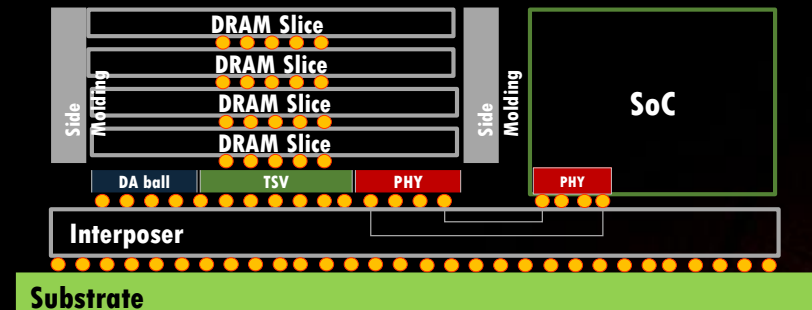 DRAM Slice
DRAM Slice
DRAM Slice
DRAM Slice
Side
Molding
Side
Molding
SoC
DA ball
TSV
PHY
PHY
Interposer
Substrate